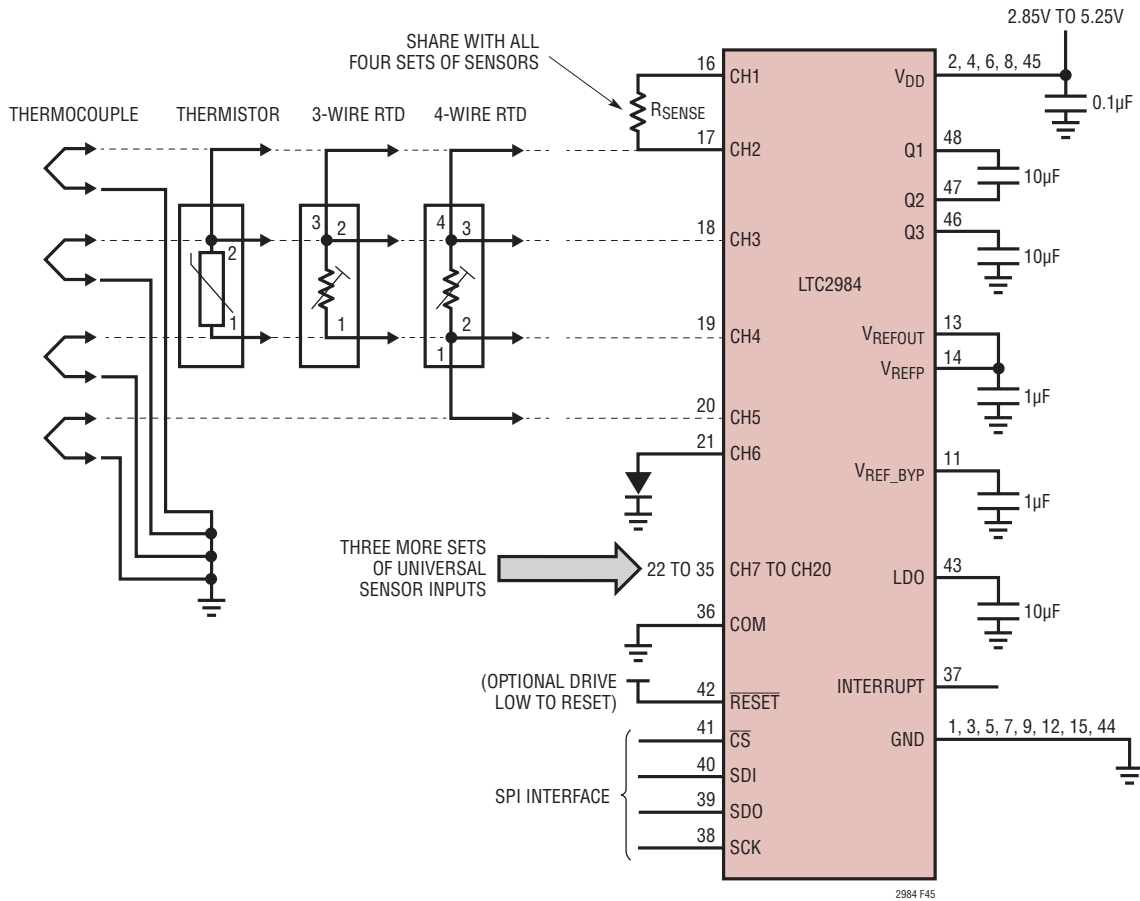 2.85V TO 5.25V
SHARE WITH ALL
FOUR SETS OF SENSORS
16
CH1
VDD
2, 4, 6, 8, 45
0.1µF
THERMOCOUPLE
THERMISTOR
3-WIRE RTD
4-WIRE RTD
RSENSE
17
CH2
Q1
48
10µF
Q2
47
3
2
4
3
18
CH3
Q3
46
10µF
2
LTC2984
1
1
2
19
CH4
VREFOUT
13
1
VREFP
14
1µF
20
CH5
21
CH6
VREF_BYP
11
1µF
THREE MORE SETS
OF UNIVERSAL
SENSOR INPUTS
22 TO 35
CH7 TO CH20
LDO
43
10µF
36
COM
(OPTIONAL DRIVE
LOW TO RESET)
42
RESET
INTERRUPT
37
41
CS
GND
1, 3, 5, 7, 9, 12, 15, 44
SPI INTERFACE
40
SDI
39
SDO
38
SCK
2984 F45